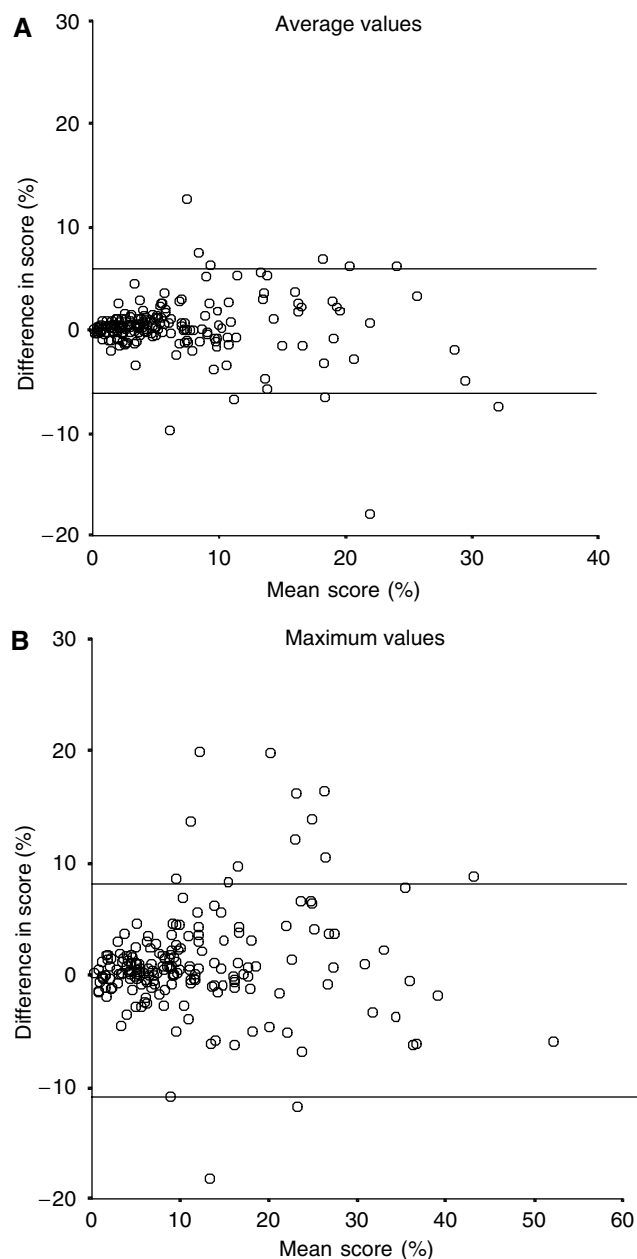 A
Average values
30
20
10
0
−10
−20
Difference in score (%)
0 10 20 30 40
Mean score (%)
B
Maximum values
30
20
10
0
−10
−20
Difference in score (%)
0 10 20 30 40 50 60
Mean score (%)